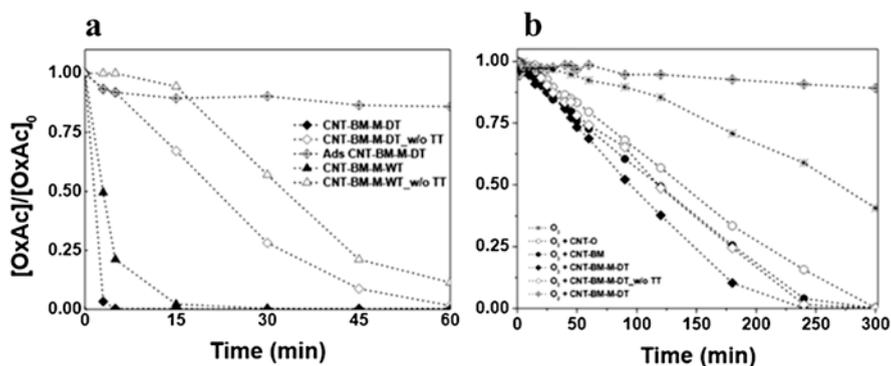 a
[OxAc]/[OxAc]0
1.00
0.75
0.50
0.25
0.00
CNT-BM-M-DT
CNT-BM-M-DT_w/o TT
Ads CNT-BM-M-DT
CNT-BM-M-WT
CNT-BM-M-WT_w/o TT
0 15 30 45 60
Time (min)
b
1.00
0.75
0.50
0.25
0.00
O3
O3 + CNT-O
O3 + CNT-BM
O3 + CNT-BM-M-DT
O3 + CNT-BM-M-DT_w/o TT
+ CNT-BM-M-DT
0 50 100 150 200 250 300
Time (min)